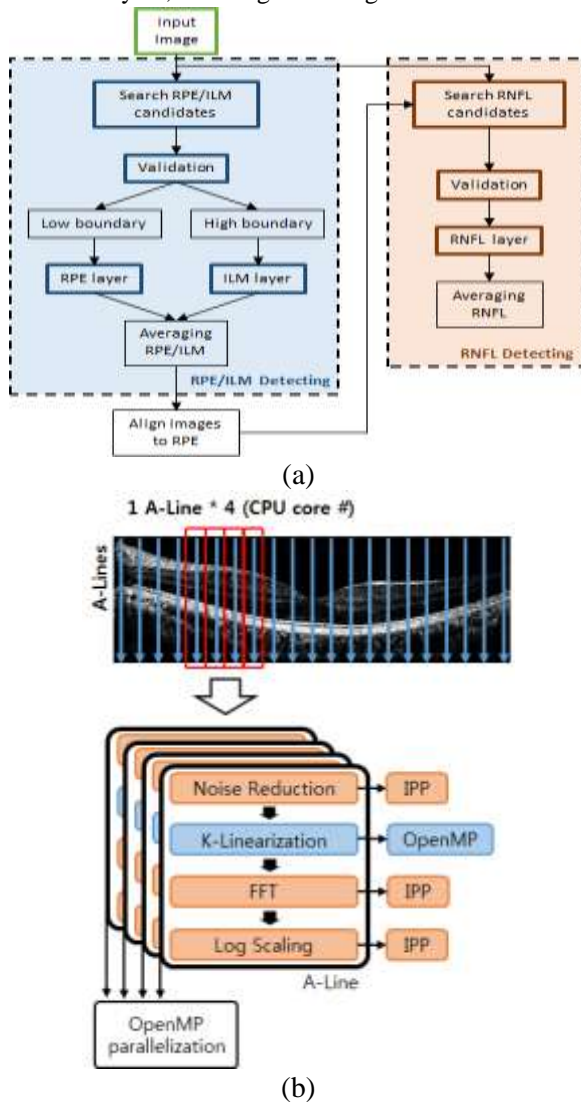 Input
Image
Search RPE/ILM
candidates
Validation
Low boundary
High boundary
RPE layer
ILM layer
Averaging
RPE/ILM
RPE/ILM Detecting
Align images
to RPE
Search RNFL
candidates
Validation
RNFL layer
Averaging
RNFL
RNFL Detecting
(a)
1 A-Line * 4 (CPU core #)
A-Lines
Noise Reduction
IPP
K-Linearization
OpenMP
FFT
IPP
Log Scaling
IPP
A-Line
OpenMP
parallelization
(b)